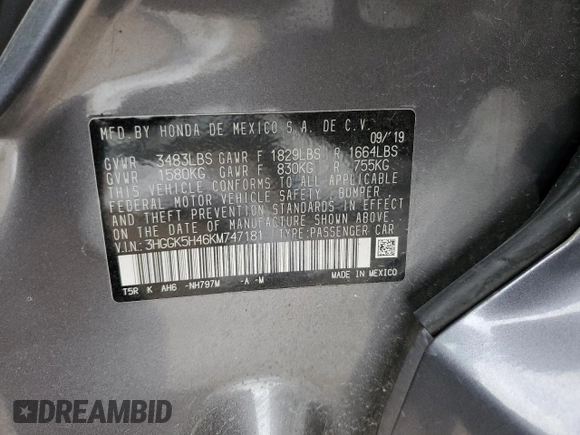 MFD BY HONDA DE MEXICO S.A. DE C.V.
09/'19
GVWR 3483LBS GAWR F 1829LBS R 1664LBS
GVWR 1580KG GAWR F 830KG R 755KG
THIS VEHICLE CONFORMS TO ALL APPLICABLE
FEDERAL MOTOR VEHICLE SAFETY, BUMPER,
AND THEFT PREVENTION STANDARDS IN EFFECT
ON THE DATE OF MANUFACTURE SHOWN ABOVE.
V.I.N.: 3HGGK5H46KM747181 TYPE:PASSENGER CAR
T5R K AH6 -NH797M -A -M
MADE IN MEXICO
DREAMBID